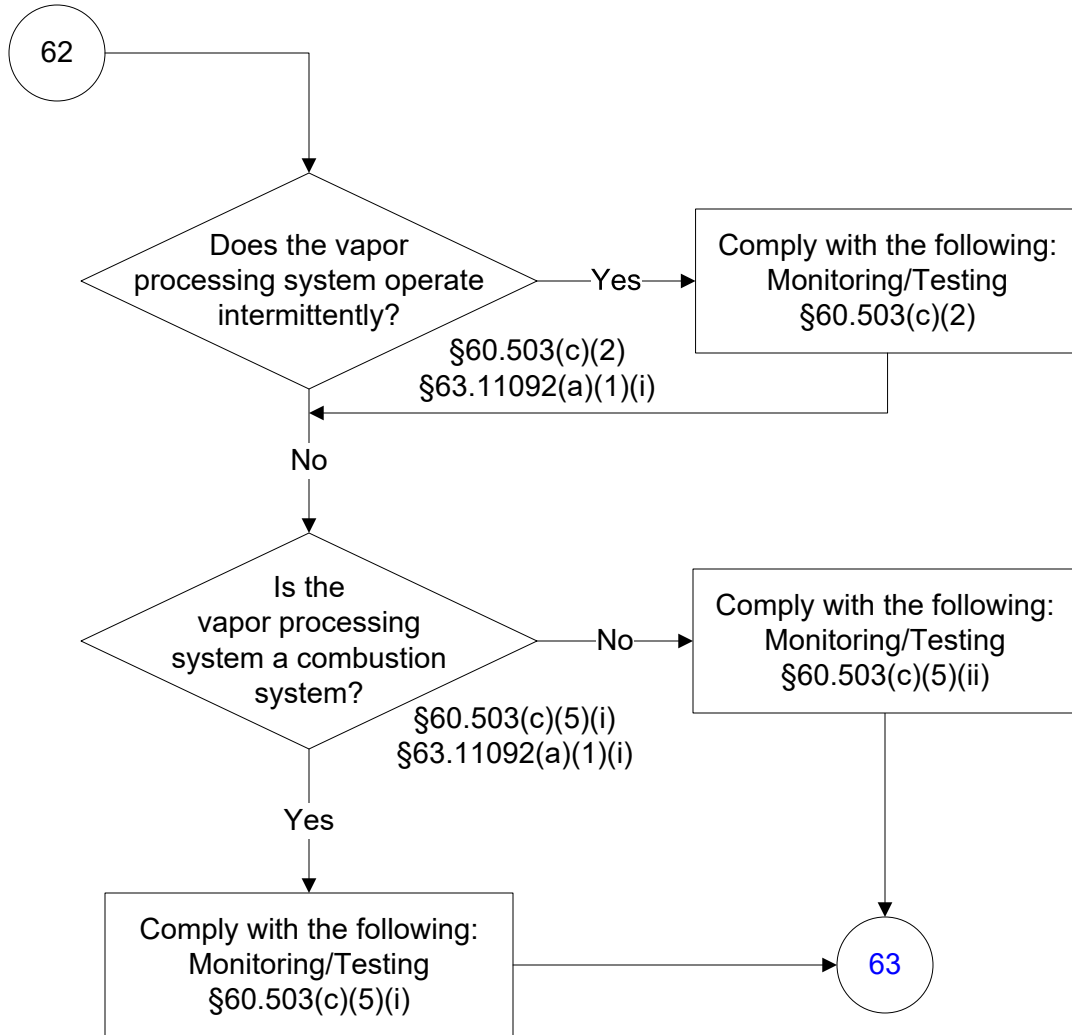 62
Does the vapor
processing system operate
intermittently?
Yes
Comply with the following:
Monitoring/Testing
§60.503(c)(2)
§60.503(c)(2)
§63.11092(a)(1)(i)
No
Is the
vapor processing
system a combustion
system?
No
Comply with the following:
Monitoring/Testing
§60.503(c)(5)(ii)
§60.503(c)(5)(i)
§63.11092(a)(1)(i)
Yes
Comply with the following:
Monitoring/Testing
§60.503(c)(5)(i)
63